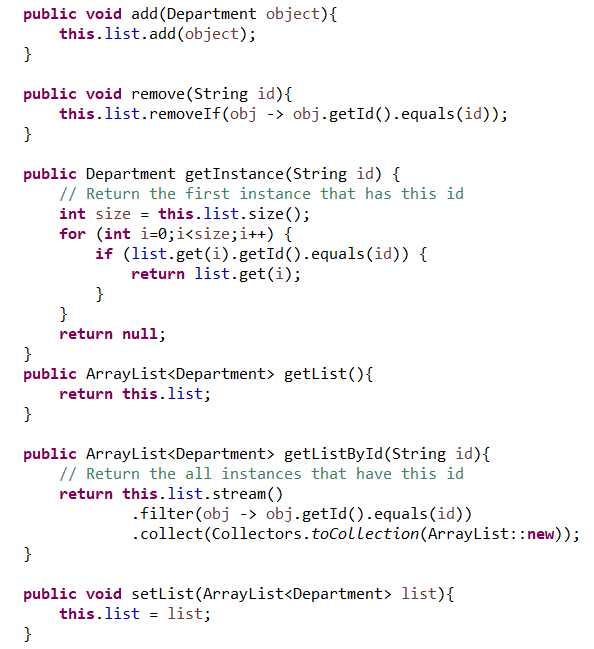 public void add(Department object){
    this.list.add(object);
}

public void remove(String id){
    this.list.removeIf(obj -> obj.getId().equals(id));
}

public Department getInstance(String id) {
    // Return the first instance that has this id
    int size = this.list.size();
    for (int i=0;i<size;i++) {
        if (list.get(i).getId().equals(id)) {
            return list.get(i);
        }
    }
    return null;
}
public ArrayList<Department> getList(){
    return this.list;
}

public ArrayList<Department> getListById(String id){
    // Return the all instances that have this id
    return this.list.stream()
            .filter(obj -> obj.getId().equals(id))
            .collect(Collectors.toCollection(ArrayList::new));
}

public void setList(ArrayList<Department> list){
    this.list = list;
}